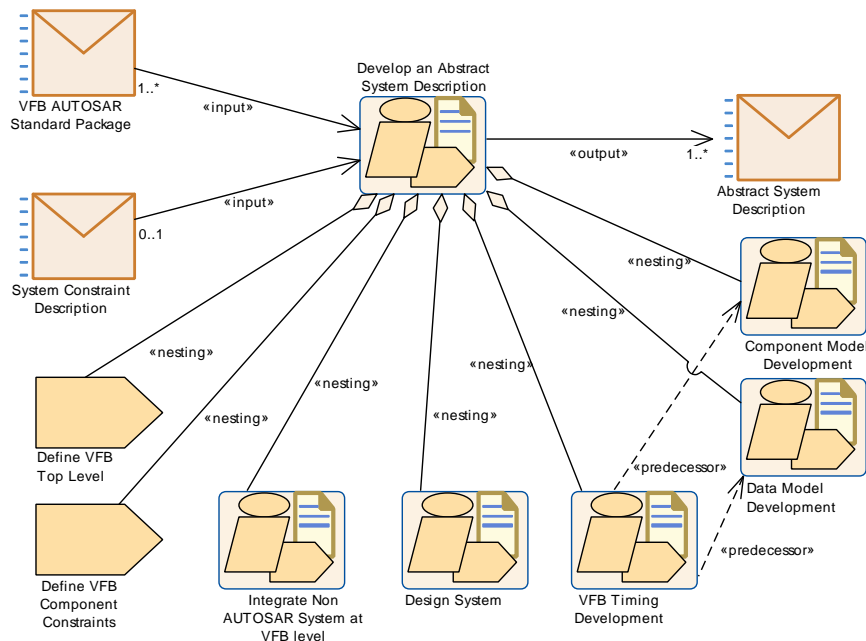 Develop an Abstract
System Description
1..*
VFB AUTOSAR
Standard Package
«input»
«output»
1..*
Abstract System
Description
«input»
0..1
System Constraint
Description
«nesting»
«nesting»
Component Model
Development
«nesting»
«nesting»
«nesting»
«nesting»
«nesting»
Define VFB
Top Level
«predecessor»
Data Model
Development
«predecessor»
Define VFB
Component
Constraints
Integrate Non
AUTOSAR System at
VFB level
Design System
VFB Timing
Development